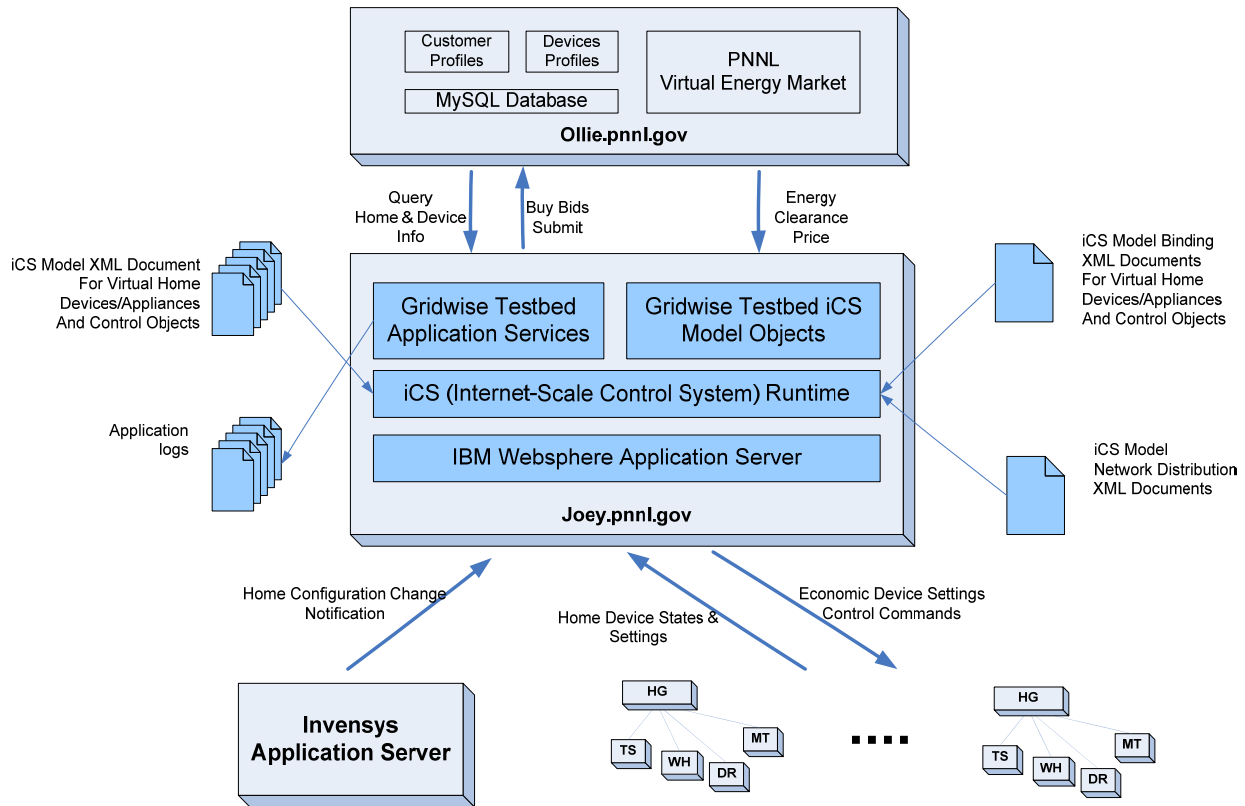 Customer
Profiles
Devices
Profiles
PNNL
Virtual Energy Market
MySQL Database
Ollie.pnnl.gov
Query
Home & Device
Info
Buy Bids
Submit
Energy
Clearance
Price
iCS Model XML Document
For Virtual Home
Devices/Appliances
And Control Objects
iCS Model Binding
XML Documents
For Virtual Home
Devices/Appliances
And Control Objects
Gridwise Testbed
Application Services
Gridwise Testbed iCS
Model Objects
iCS (Internet-Scale Control System) Runtime
Application
logs
IBM Websphere Application Server
iCS Model
Network Distribution
XML Documents
Joey.pnnl.gov
Home Configuration Change
Notification
Home Device States &
Settings
Economic Device Settings
Control Commands
Invensys
Application Server
HG
TS
WH
DR
MT
HG
TS
WH
DR
MT